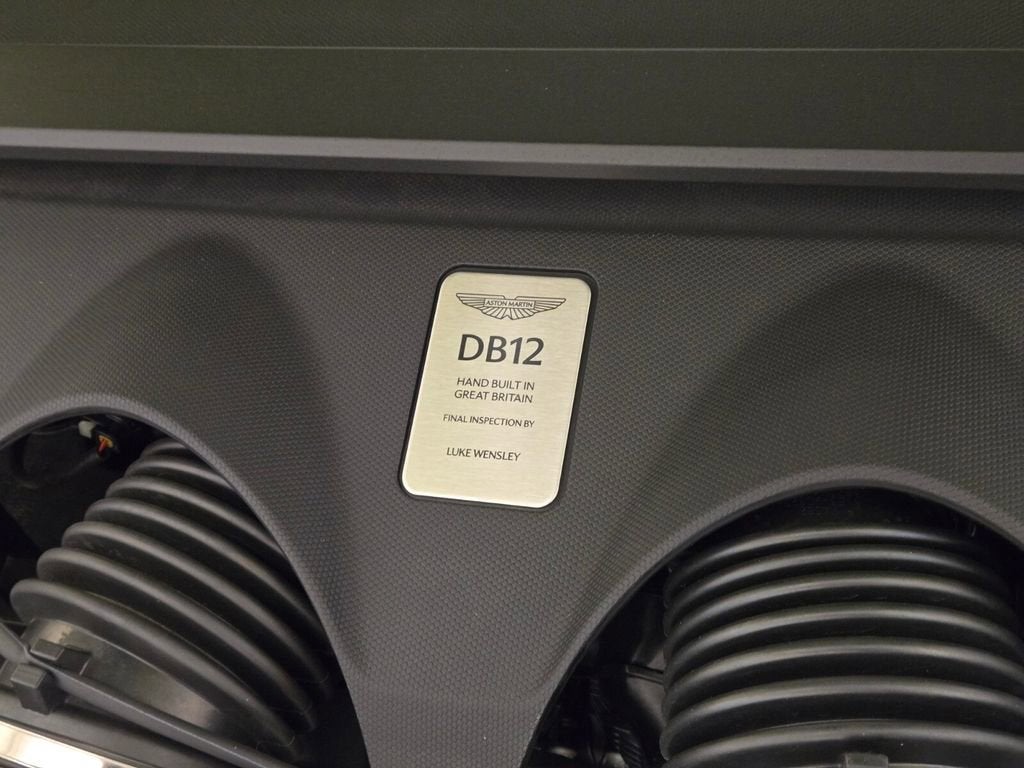 ASTON MARTIN
DB12
HAND BUILT IN
GREAT BRITAIN
FINAL INSPECTION BY
LUKE WENSLEY